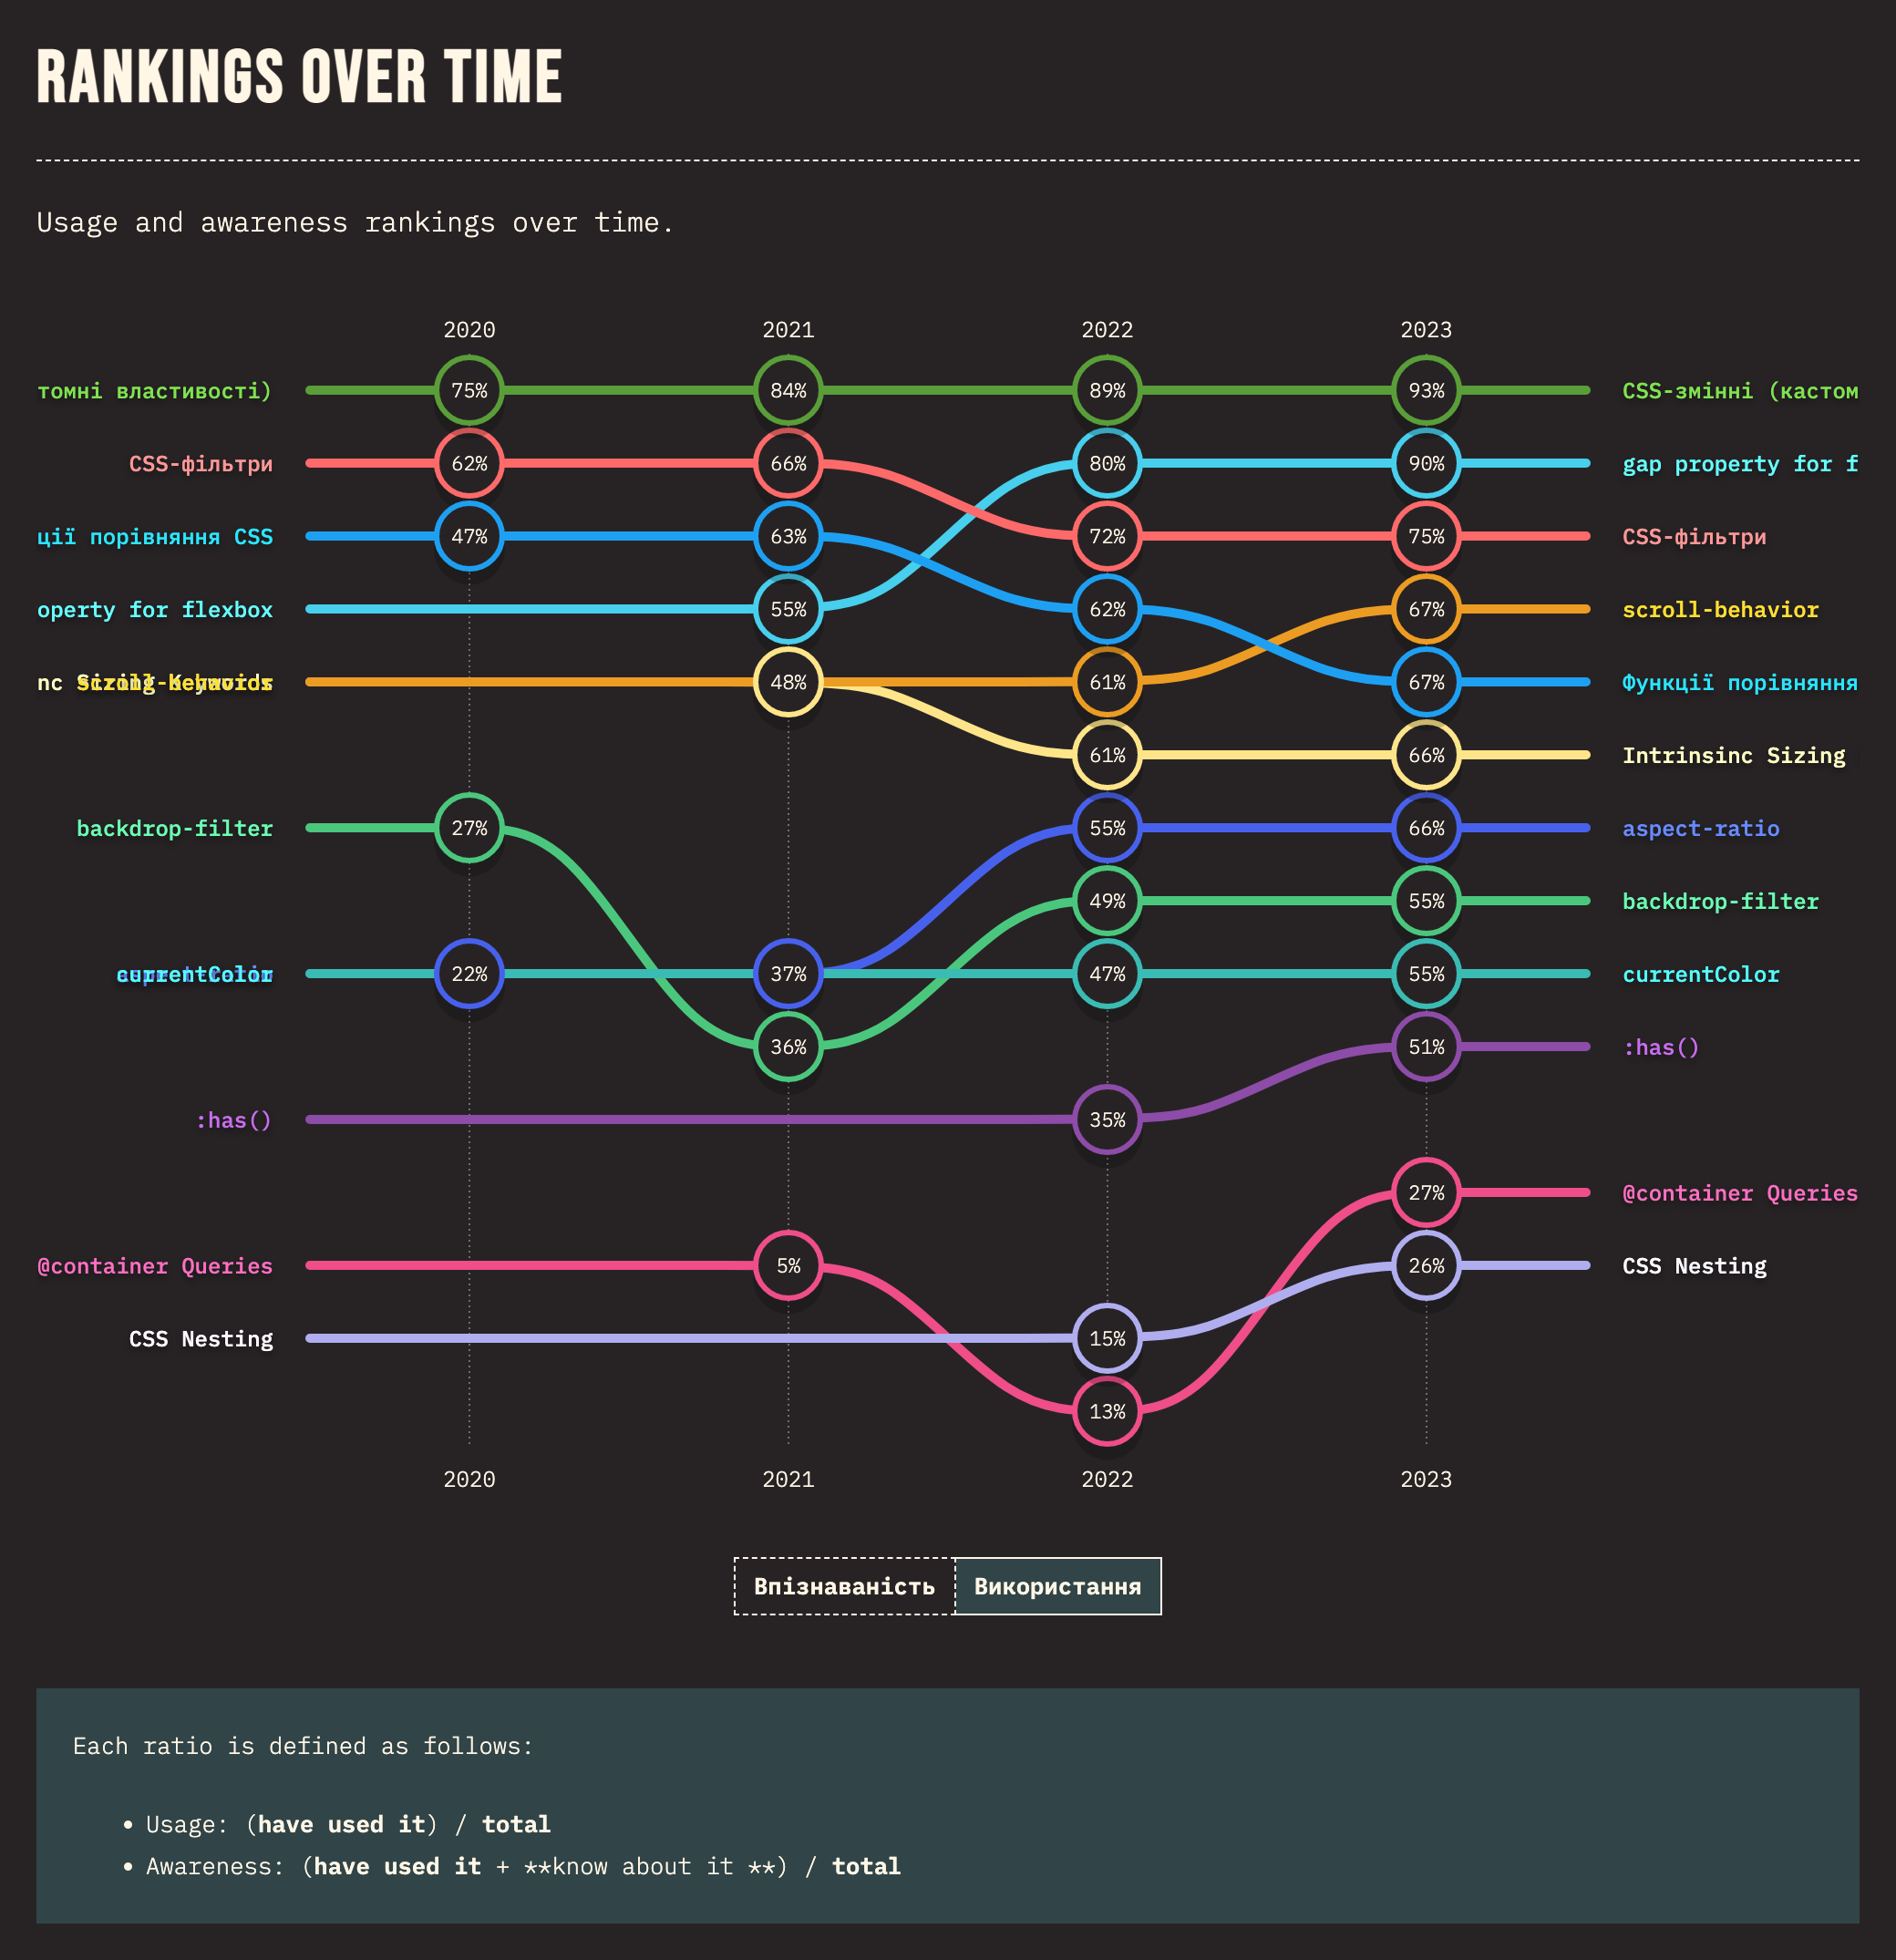 RANKINGS OVER TIME
Usage and awareness rankings over time.
2020 2021 2022 2023
томні властивості) 75% 84% 89% 93% CSS-змінні (кастом
CSS-фільтри 62% 66% 80% 90% gap property for f
ції порівняння CSS 47% 63% 72% 75% CSS-фільтри
operty for flexbox 55% 62% 67% scroll-behavior
nc Sizing 48% 61% 67% Функції порівняння
61% 66% Intrinsinc Sizing
backdrop-filter 27% 55% 66% aspect-ratio
49% 55% backdrop-filter
currentColor 22% 37% 47% 55% currentColor
36% 51% :has()
:has() 35%
27% @container Queries
@container Queries 5% 26% CSS Nesting
CSS Nesting 15%
13%
2020 2021 2022 2023
Впізнаваність Використання
Each ratio is defined as follows:
• Usage: (have used it) / total
• Awareness: (have used it + **know about it **) / total